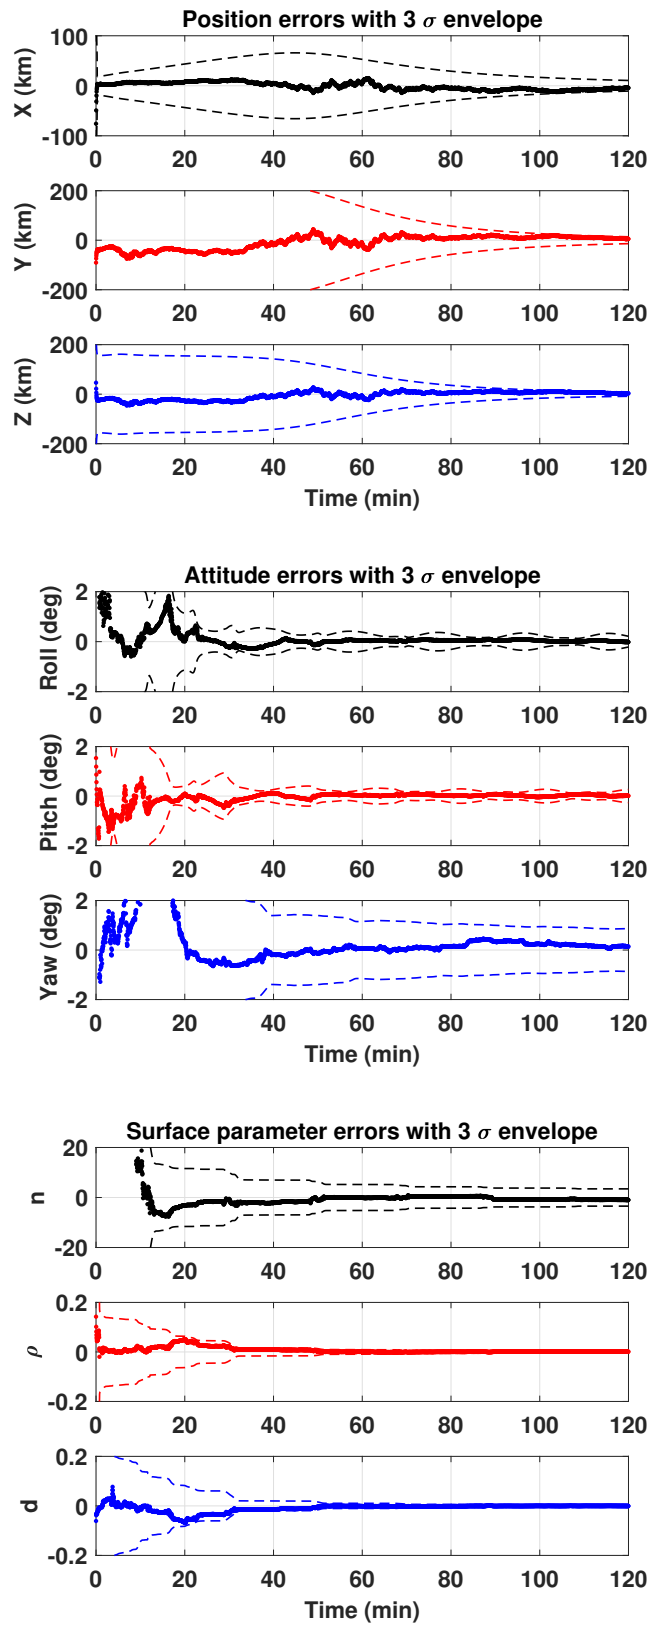 Position errors with 3 σ envelope
100
0
-100
X (km)
0 20 40 60 80 100 120
200
0
-200
Y (km)
0 20 40 60 80 100 120
200
0
-200
Z (km)
0 20 40 60 80 100 120
Time (min)
Attitude errors with 3 σ envelope
2
0
-2
Roll (deg)
0 20 40 60 80 100 120
2
0
-2
Pitch (deg)
0 20 40 60 80 100 120
2
0
-2
Yaw (deg)
0 20 40 60 80 100 120
Time (min)
Surface parameter errors with 3 σ envelope
20
0
-20
n
0 20 40 60 80 100 120
0.2
0
-0.2
ρ
0 20 40 60 80 100 120
0.2
0
-0.2
d
0 20 40 60 80 100 120
Time (min)